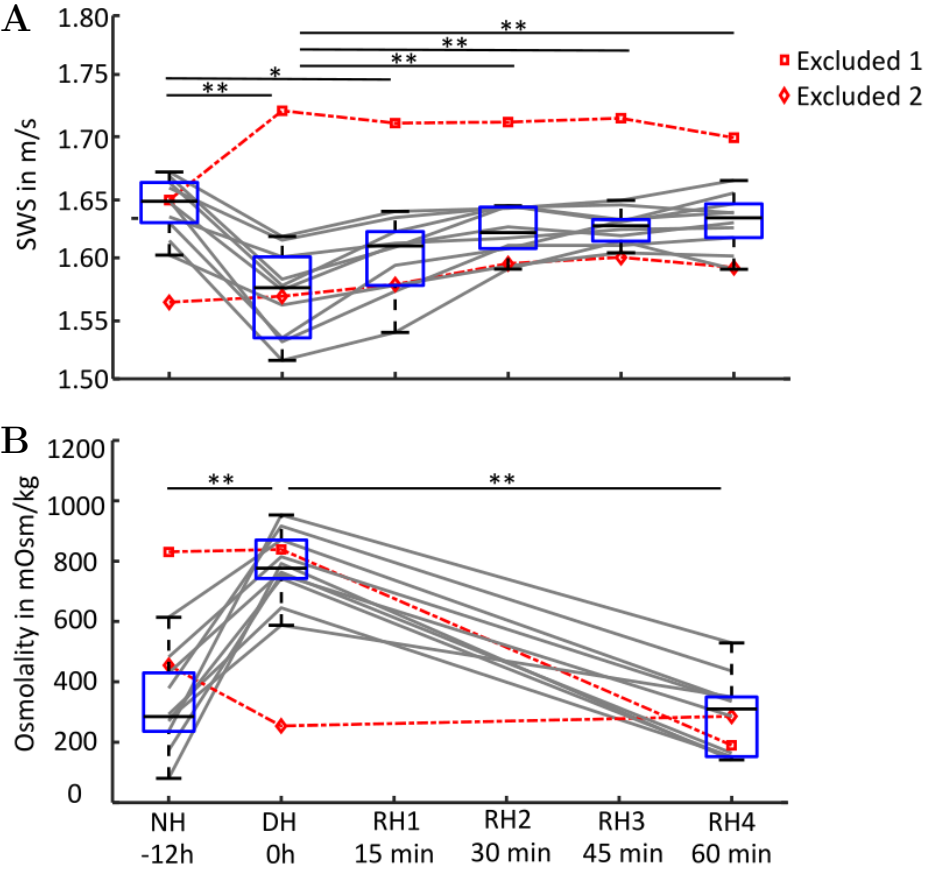 A
1.80
1.75
1.70
1.65
1.60
1.55
1.50
SWS in m/s
**
**
**
*
**
Excluded 1
Excluded 2
B
1200
1000
800
600
400
200
0
Osmolality in mOsm/kg
** **
NH DH RH1 RH2 RH3 RH4
-12h 0h 15 min 30 min 45 min 60 min